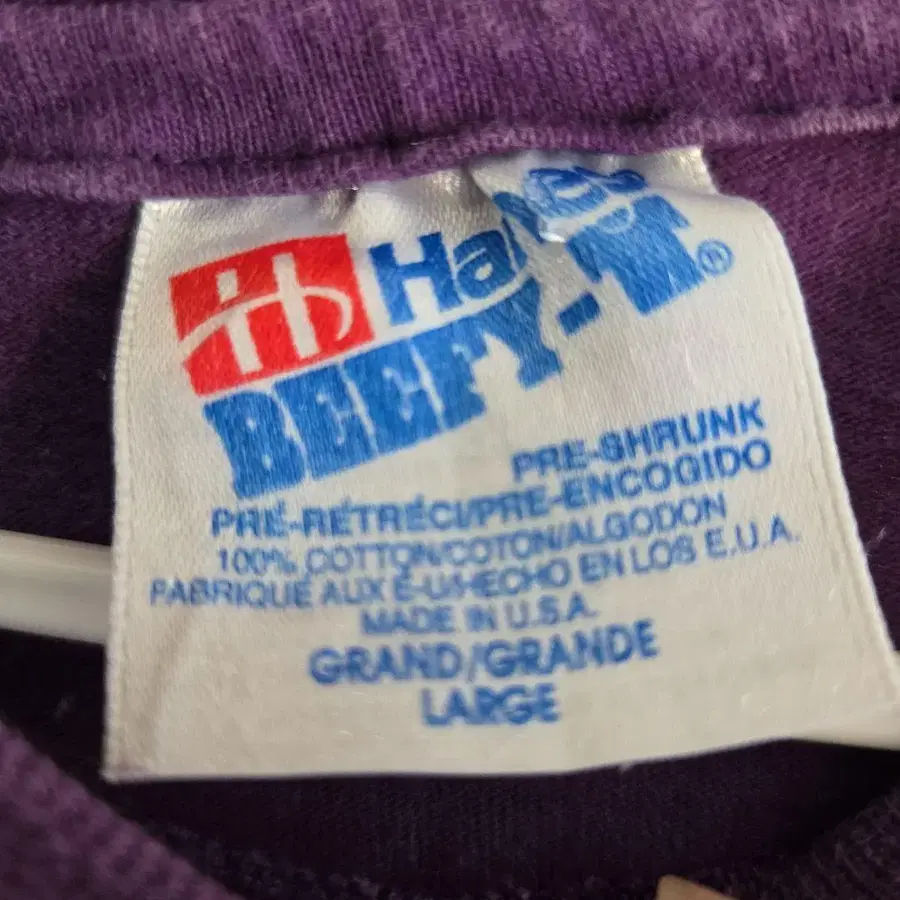 Hanes
BEEFY-T®
PRE-SHRUNK
PRÉ-RÉTRÉCI/PRE-ENCOGIDO
100% COTTON/COTON/ALGODON
FABRIQUÉ AUX É-U/HECHO EN LOS E.U.A.
MADE IN U.S.A.
GRAND/GRANDE
LARGE